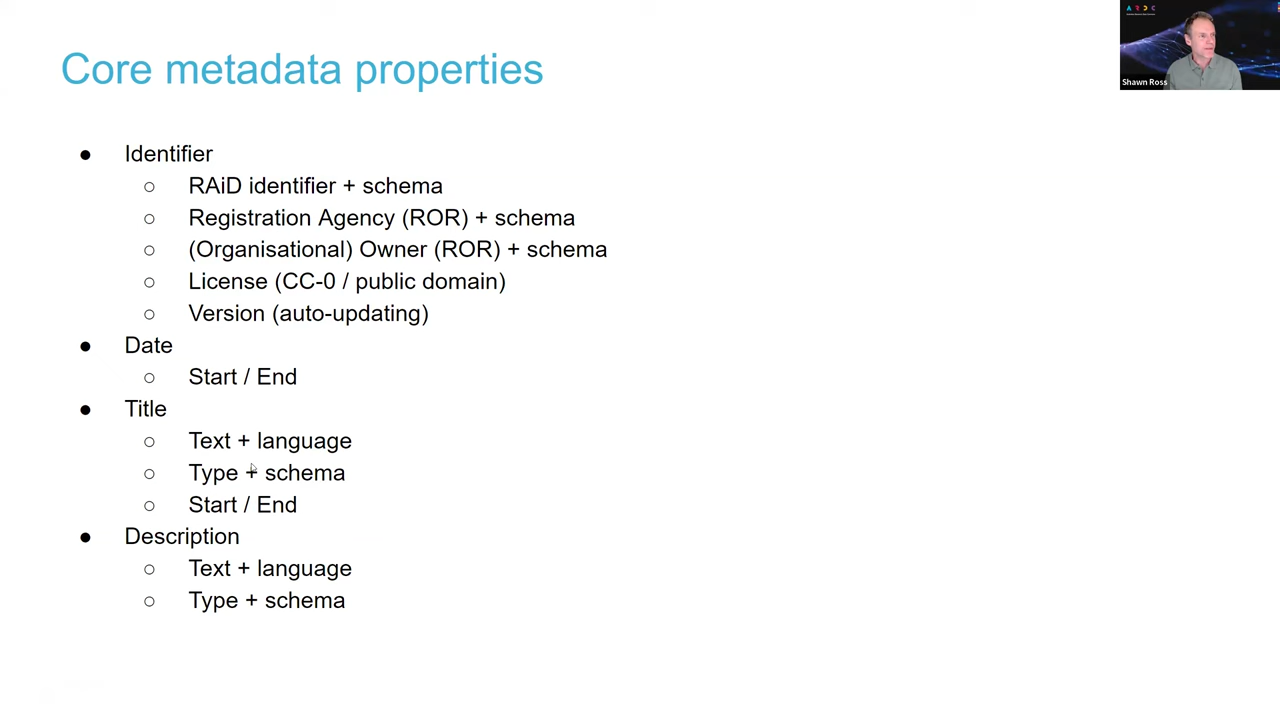 Core metadata properties
A R D C
Shawn Ross
● Identifier
○ RAiD identifier + schema
○ Registration Agency (ROR) + schema
○ (Organisational) Owner (ROR) + schema
○ License (CC-0 / public domain)
○ Version (auto-updating)
● Date
○ Start / End
● Title
○ Text + language
○ Type + schema
○ Start / End
● Description
○ Text + language
○ Type + schema